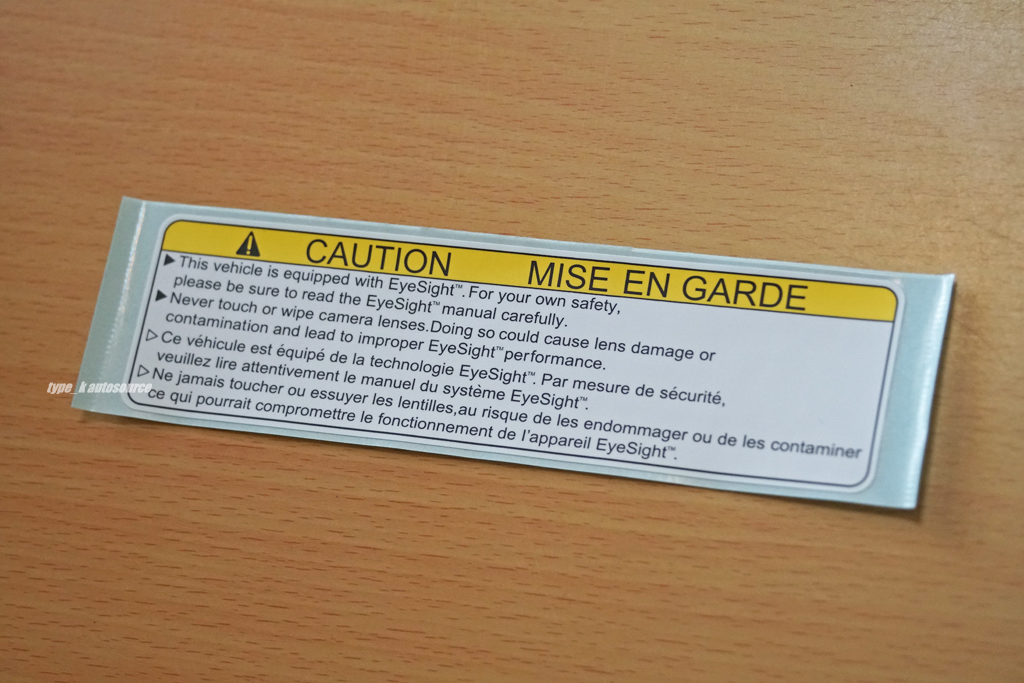 CAUTION MISE EN GARDE
▶This vehicle is equipped with EyeSight™. For your own safety,
please be sure to read the EyeSight™ manual carefully.
▶Never touch or wipe camera lenses.Doing so could cause lens damage or
contamination and lead to improper EyeSight™ performance.
▷Ce véhicule est équipé de la technologie EyeSight™. Par mesure de sécurité,
veuillez lire attentivement le manuel du système EyeSight™.
▷Ne jamais toucher ou essuyer les lentilles,au risque de les endommager ou de les contaminer
ce qui pourrait compromettre le fonctionnement de l'appareil EyeSight™.
type_k autosource